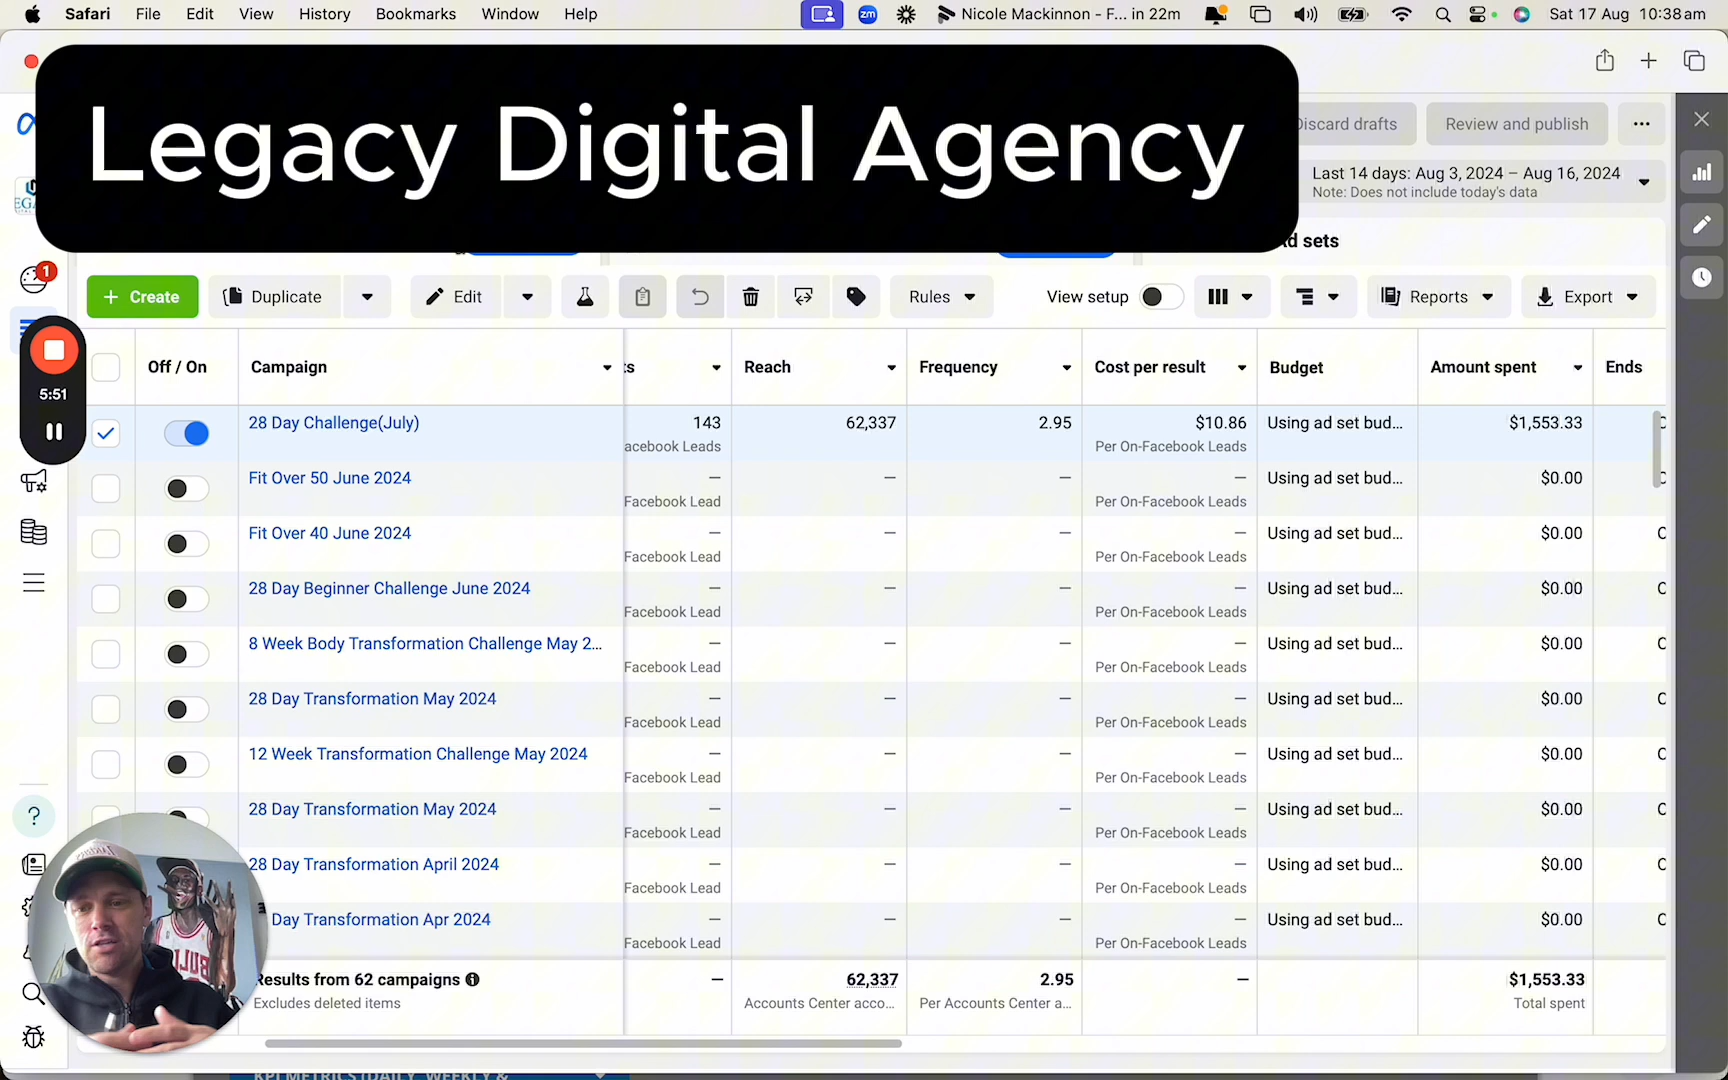 Safari File Edit View History Bookmarks Window Help zm Nicole Mackinnon - F... in 22m Sat 17 Aug 10:38 am
Legacy Digital Agency
Discard drafts Review and publish ...
Last 14 days: Aug 3, 2024 – Aug 16, 2024
Note: Does not include today's data
Ad sets
1
+ Create Duplicate Edit Rules View setup Reports Export
5:51
Off / On Campaign ts Reach Frequency Cost per result Budget Amount spent Ends
28 Day Challenge(July) 143 62,337 2.95 $10.86 Using ad set bud... $1,553.33
acebook Leads Per On-Facebook Leads
Fit Over 50 June 2024 — — — — Using ad set bud... $0.00
Facebook Lead Per On-Facebook Leads
Fit Over 40 June 2024 — — — — Using ad set bud... $0.00
Facebook Lead Per On-Facebook Leads
28 Day Beginner Challenge June 2024 — — — — Using ad set bud... $0.00
Facebook Lead Per On-Facebook Leads
8 Week Body Transformation Challenge May 2... — — — — Using ad set bud... $0.00
Facebook Lead Per On-Facebook Leads
28 Day Transformation May 2024 — — — — Using ad set bud... $0.00
Facebook Lead Per On-Facebook Leads
12 Week Transformation Challenge May 2024 — — — — Using ad set bud... $0.00
Facebook Lead Per On-Facebook Leads
28 Day Transformation May 2024 — — — — Using ad set bud... $0.00
Facebook Lead Per On-Facebook Leads
28 Day Transformation April 2024 — — — — Using ad set bud... $0.00
Facebook Lead Per On-Facebook Leads
Day Transformation Apr 2024 — — — — Using ad set bud... $0.00
Facebook Lead Per On-Facebook Leads
Results from 62 campaigns — 62,337 2.95 — $1,553.33
Excludes deleted items Accounts Center acco... Per Accounts Center a... Total spent
BULLS
KPI METRICS (DAILY, WEEKLY &